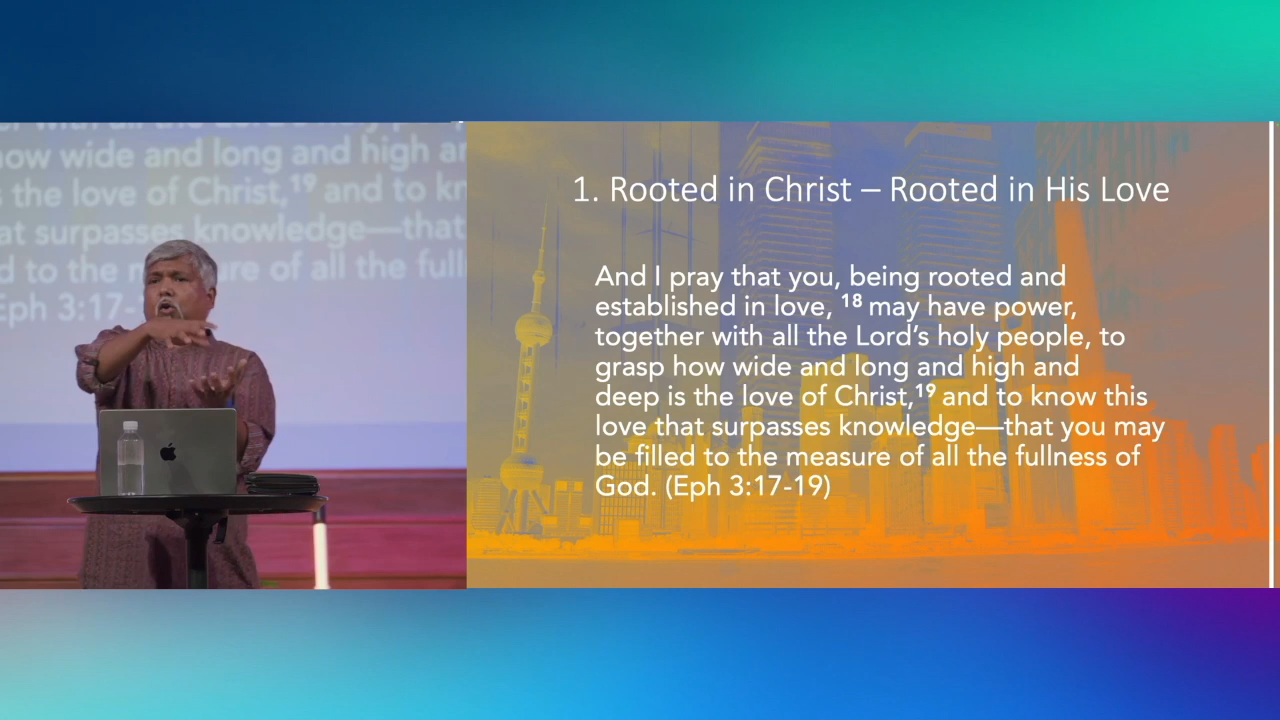 how wide and long and high an
s the love of Christ,¹⁹ and to kn
at surpasses knowledge—that
d to the measure of all the full
Eph 3:17-
1. Rooted in Christ – Rooted in His Love
And I pray that you, being rooted and
established in love, ¹⁸ may have power,
together with all the Lord’s holy people, to
grasp how wide and long and high and
deep is the love of Christ,¹⁹ and to know this
love that surpasses knowledge—that you may
be filled to the measure of all the fullness of
God. (Eph 3:17-19)